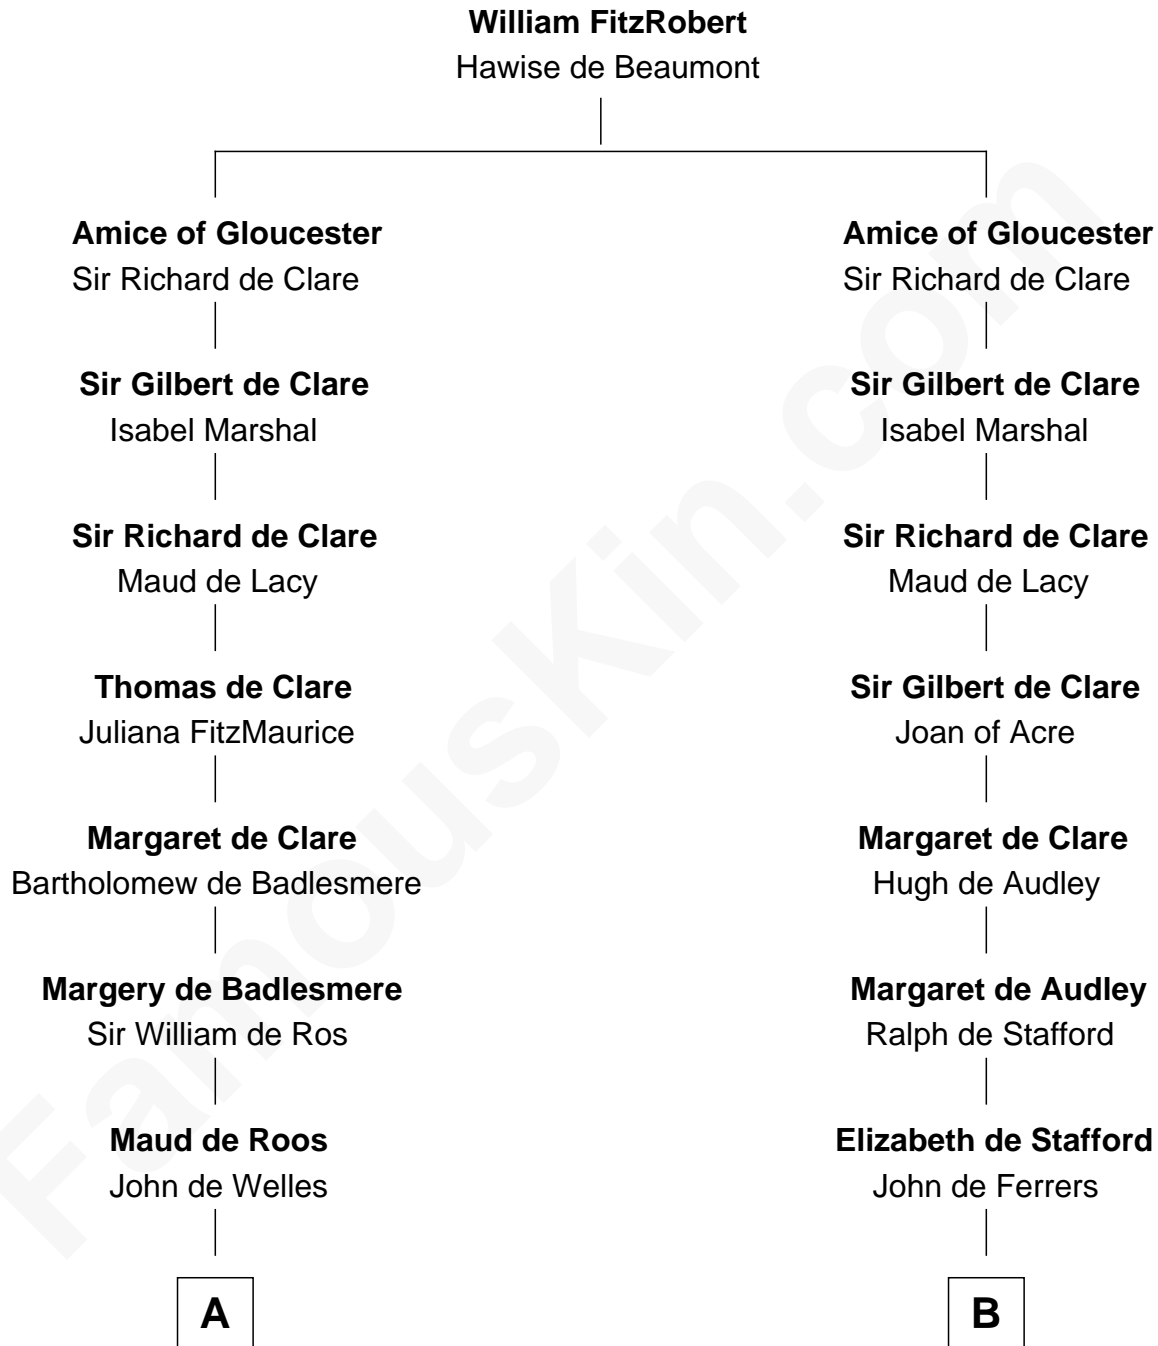 William FitzRobert
Hawise de Beaumont
Amice of Gloucester
Sir Richard de Clare
Amice of Gloucester
Sir Richard de Clare
Sir Gilbert de Clare
Isabel Marshal
Sir Gilbert de Clare
Isabel Marshal
Sir Richard de Clare
Maud de Lacy
Sir Richard de Clare
Maud de Lacy
Thomas de Clare
Juliana FitzMaurice
Sir Gilbert de Clare
Joan of Acre
Margaret de Clare
Bartholomew de Badlesmere
Margaret de Clare
Hugh de Audley
Margery de Badlesmere
Sir William de Ros
Margaret de Audley
Ralph de Stafford
Maud de Roos
John de Welles
Elizabeth de Stafford
John de Ferrers
A
B
FamousKin.com